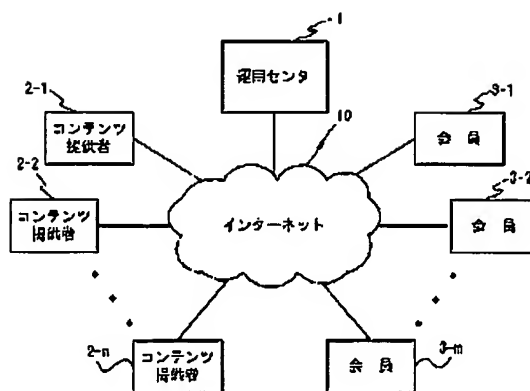 1
運用センタ
2-1
コンテンツ
提供者
3-1
会員
10
2-2
コンテンツ
提供者
3-2
会員
インターネット
2-n
コンテンツ
提供者
3-m
会員